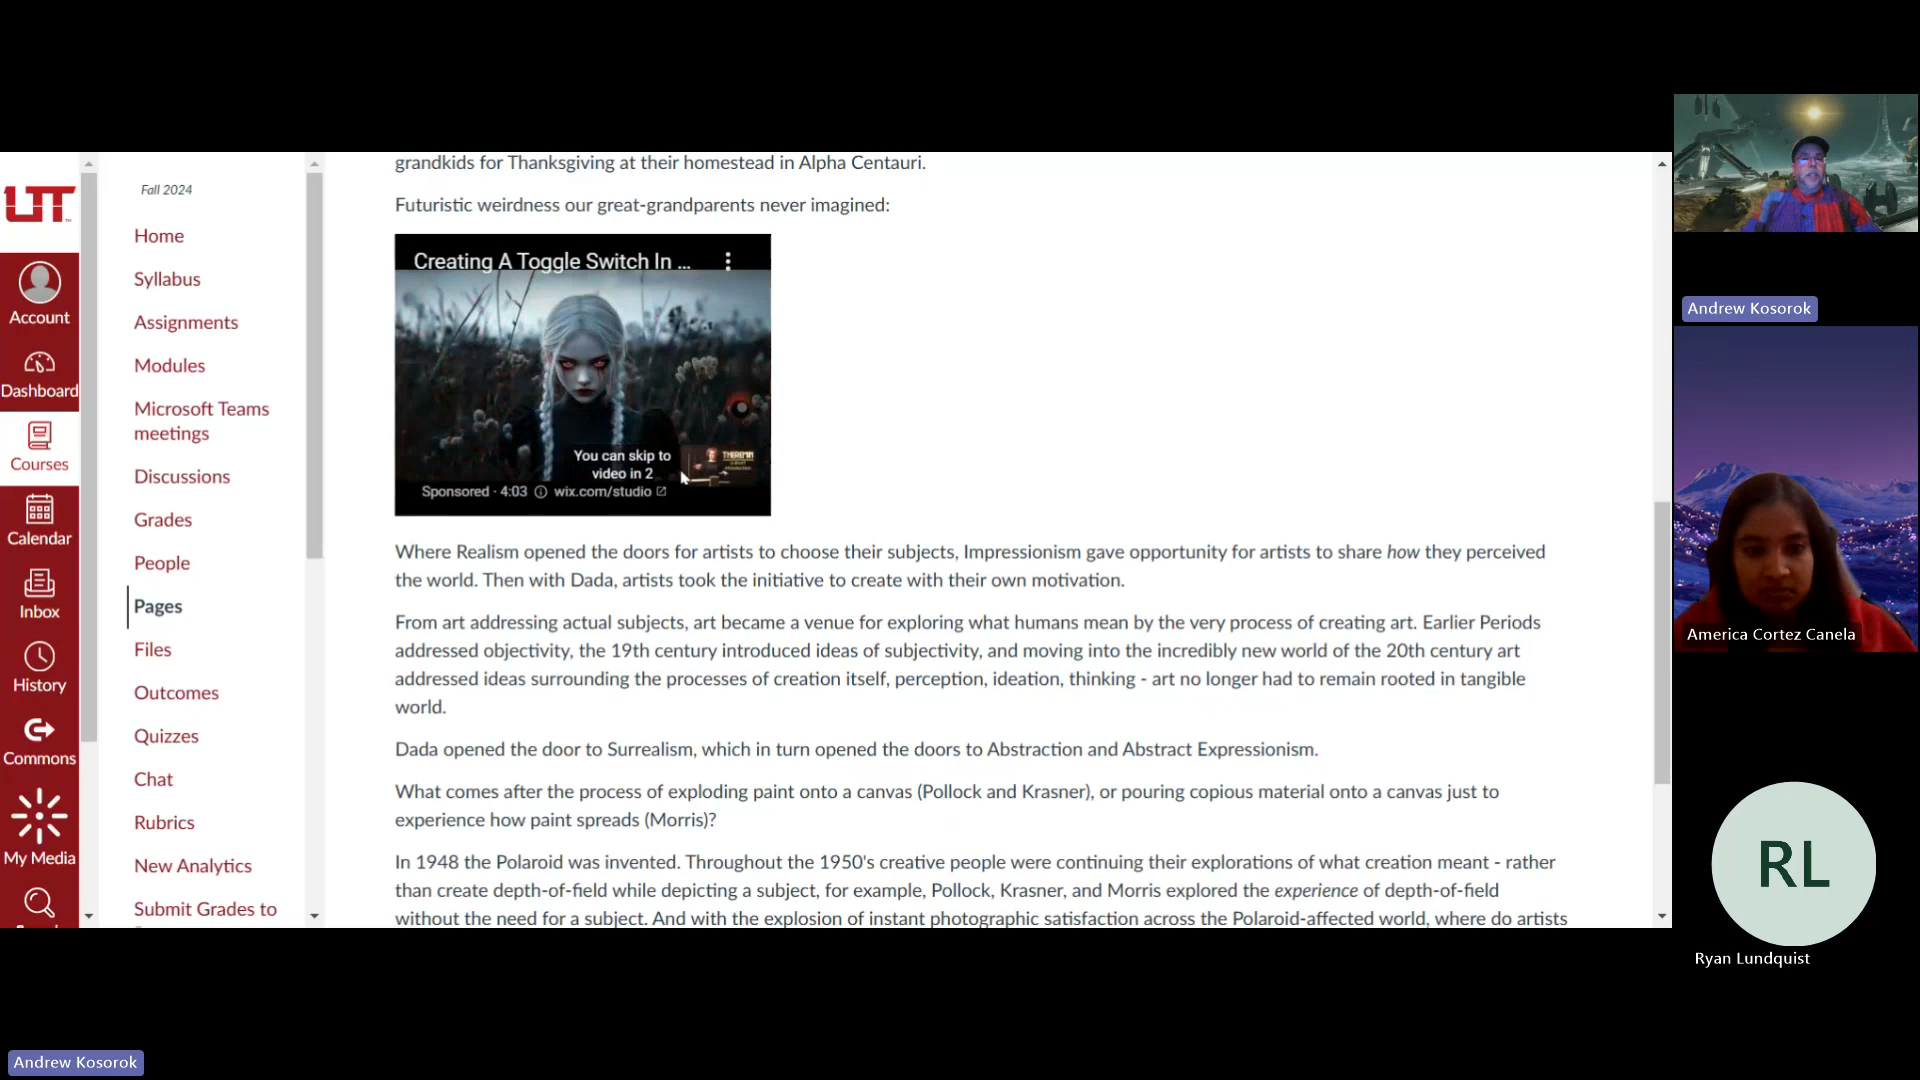 grandkids for Thanksgiving at their homestead in Alpha Centauri.
Futuristic weirdness our great-grandparents never imagined:
Creating A Toggle Switch In ...
You can skip to
video in 2
THEREMIN
Sponsored · 4:03 wix.com/studio
Where Realism opened the doors for artists to choose their subjects, Impressionism gave opportunity for artists to share how they perceived
the world. Then with Dada, artists took the initiative to create with their own motivation.
From art addressing actual subjects, art became a venue for exploring what humans mean by the very process of creating art. Earlier Periods
addressed objectivity, the 19th century introduced ideas of subjectivity, and moving into the incredibly new world of the 20th century art
addressed ideas surrounding the processes of creation itself, perception, ideation, thinking - art no longer had to remain rooted in tangible
world.
Dada opened the door to Surrealism, which in turn opened the doors to Abstraction and Abstract Expressionism.
What comes after the process of exploding paint onto a canvas (Pollock and Krasner), or pouring copious material onto a canvas just to
experience how paint spreads (Morris)?
In 1948 the Polaroid was invented. Throughout the 1950's creative people were continuing their explorations of what creation meant - rather
than create depth-of-field while depicting a subject, for example, Pollock, Krasner, and Morris explored the experience of depth-of-field
without the need for a subject. And with the explosion of instant photographic satisfaction across the Polaroid-affected world, where do artists
UT
Account
Dashboard
Courses
Calendar
Inbox
History
Commons
My Media
Fall 2024
Home
Syllabus
Assignments
Modules
Microsoft Teams
meetings
Discussions
Grades
People
Pages
Files
Outcomes
Quizzes
Chat
Rubrics
New Analytics
Submit Grades to
Andrew Kosorok
America Cortez Canela
RL
Ryan Lundquist
Andrew Kosorok